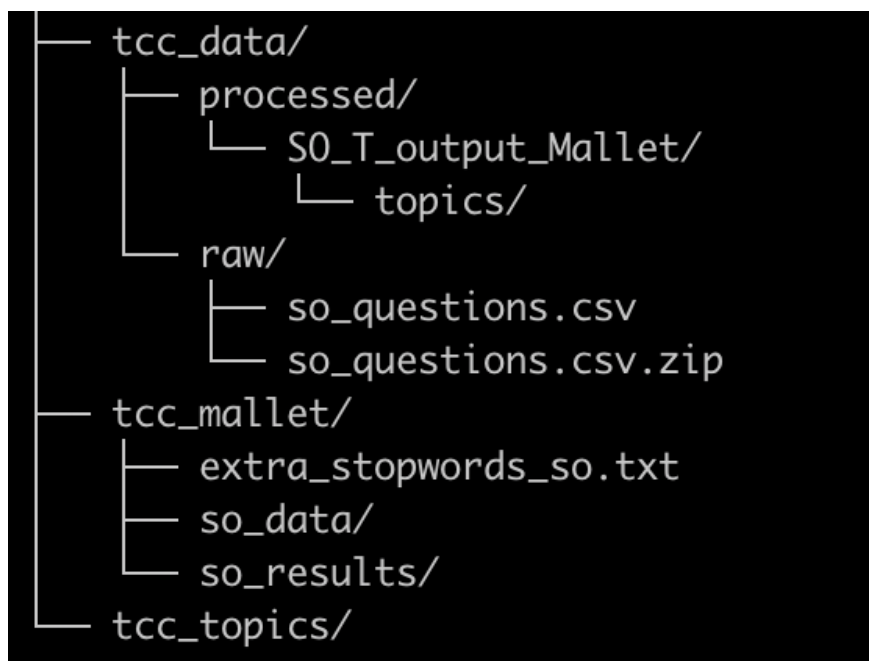 ├── tcc_data/
│   ├── processed/
│   │   └── SO_T_output_Mallet/
│   │       └── topics/
│   └── raw/
│       ├── so_questions.csv
│       └── so_questions.csv.zip
├── tcc_mallet/
│   ├── extra_stopwords_so.txt
│   ├── so_data/
│   └── so_results/
└── tcc_topics/